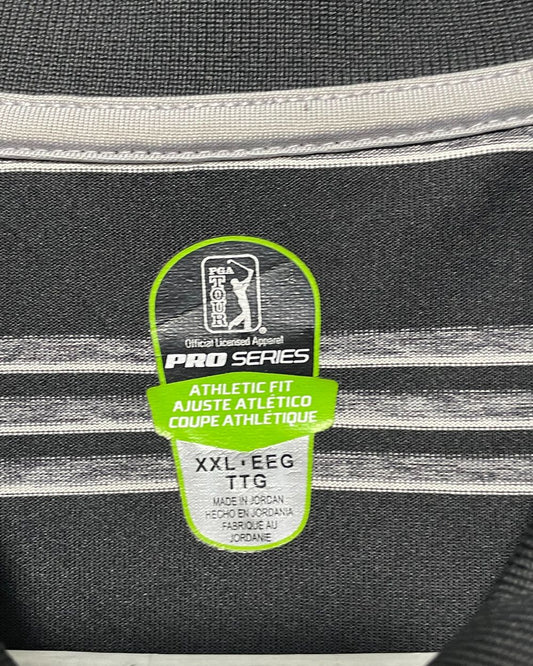 PGA
TOUR
®
Official Licensed Apparel
PRO SERIES
ATHLETIC FIT
AJUSTE ATLÉTICO
COUPE ATHLÉTIQUE
XXL • EEG
TTG
MADE IN JORDAN
HECHO EN JORDANIA
FABRIQUÉ AU
JORDANIE